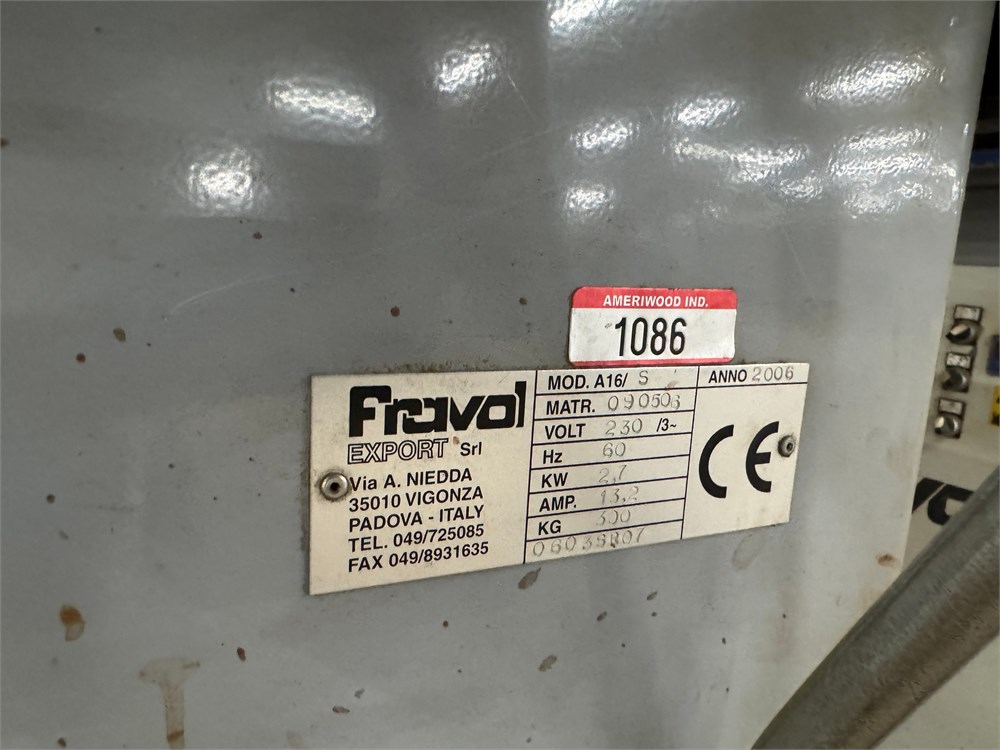 AMERIWOOD IND.
1086
Fravol
EXPORT Srl
Via A. NIEDDA
35010 VIGONZA
PADOVA - ITALY
TEL. 049/725085
FAX 049/8931635
MOD. A16/ S
MATR. 090506
VOLT 230 /3~
Hz 60
KW 2,7
AMP. 13,2
KG 300
ANNO 2006
CE